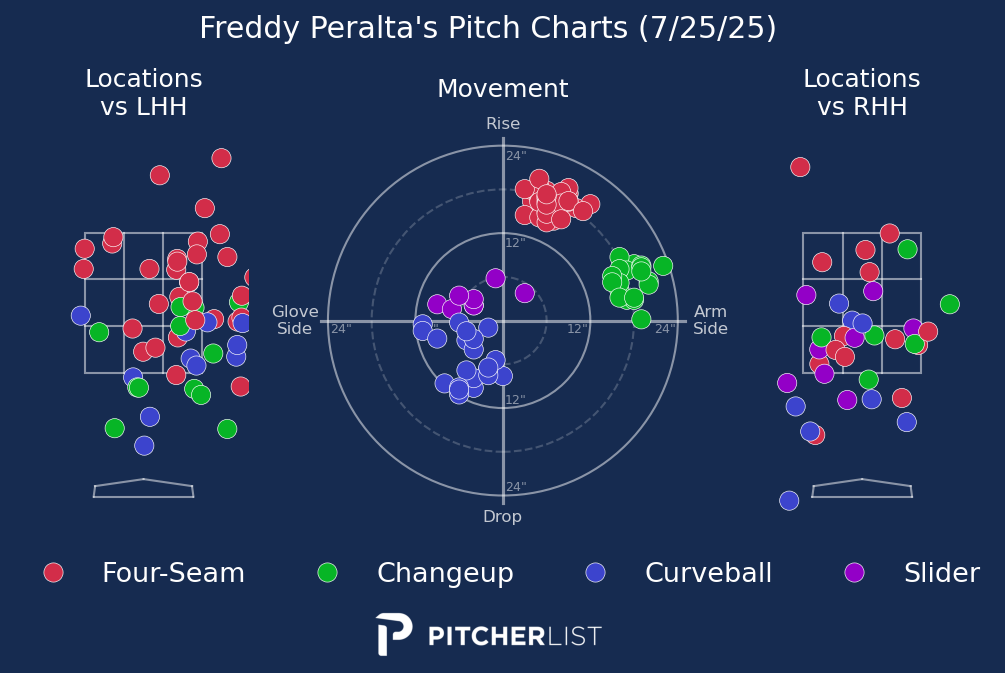 Freddy Peralta's Pitch Charts (7/25/25)
Locations
vs LHH
Movement
Locations
vs RHH
Rise
24"
12"
Glove
Side
24"
12"
24"
Arm
Side
12"
24"
Drop
Four-Seam
Changeup
Curveball
Slider
PITCHERLIST